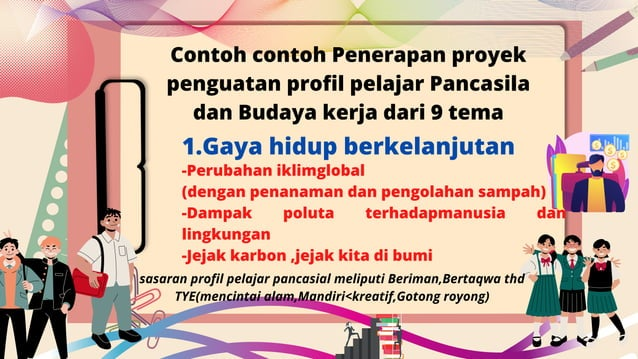 Contoh contoh Penerapan proyek
penguatan profil pelajar Pancasila
dan Budaya kerja dari 9 tema
1.Gaya hidup berkelanjutan
-Perubahan iklimglobal
(dengan penanaman dan pengolahan sampah)
-Dampak poluta terhadapmanusia dan
lingkungan
-Jejak karbon ,jejak kita di bumi
sasaran profil pelajar pancasial meliputi Beriman,Bertaqwa thd
TYE(mencintai alam,Mandiri<kreatif,Gotong royong)